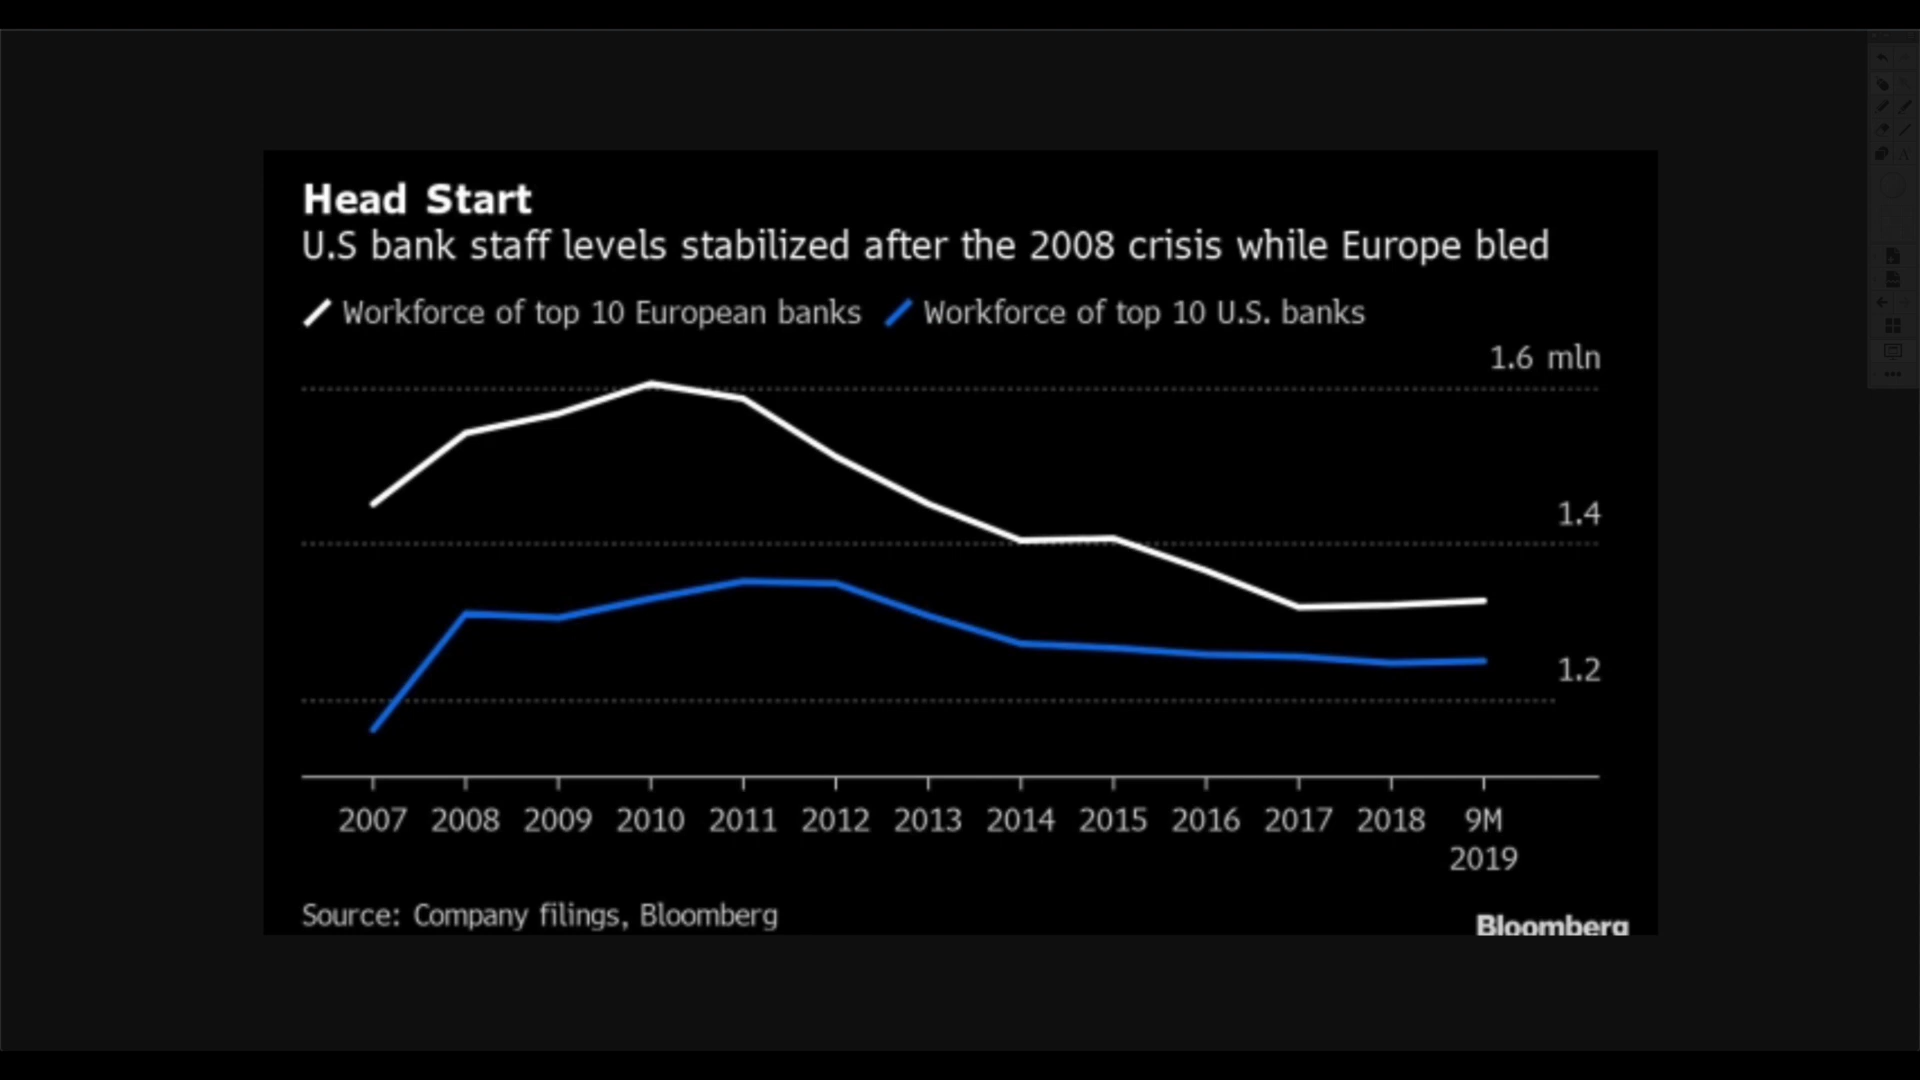 Head Start
U.S bank staff levels stabilized after the 2008 crisis while Europe bled
Workforce of top 10 European banks Workforce of top 10 U.S. banks
1.6 mln
1.4
1.2
2007 2008 2009 2010 2011 2012 2013 2014 2015 2016 2017 2018 9M
2019
Source: Company filings, Bloomberg
Bloomberg